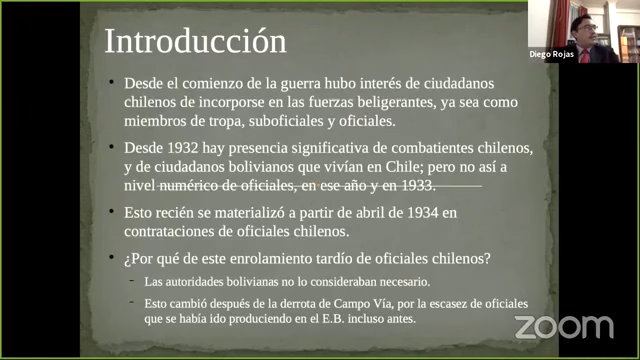 Introducción
Diego Rojas
• Desde el comienzo de la guerra hubo interés de ciudadanos
chilenos de incorporse en las fuerzas beligerantes, ya sea como
miembros de tropa, suboficiales y oficiales.
• Desde 1932 hay presencia significativa de combatientes chilenos,
y de ciudadanos bolivianos que vivían en Chile; pero no así a
nivel numérico de oficiales, en ese año y en 1933.
• Esto recién se materializó a partir de abril de 1934 en
contrataciones de oficiales chilenos.
• ¿Por qué de este enrolamiento tardío de oficiales chilenos?
– Las autoridades bolivianas no lo consideraban necesario.
– Esto cambió después de la derrota de Campo Vía, por la escasez de oficiales
que se había ido produciendo en el E.B. incluso antes.
zoom